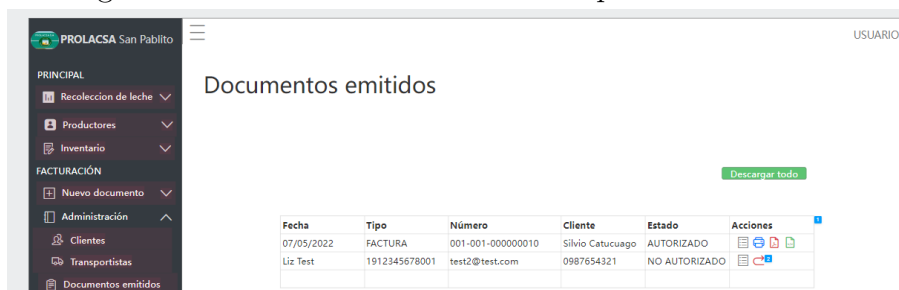 PROLACSA San Pablito
USUARIO
PRINCIPAL
Recoleccion de leche
Productores
Inventario
FACTURACIÓN
Nuevo documento
Administración
Clientes
Transportistas
Documentos emitidos
Documentos emitidos
Descargar todo
Fecha Tipo Número Cliente Estado Acciones
07/05/2022 FACTURA 001-001-000000010 Silvio Catucuago AUTORIZADO
Liz Test 1912345678001 test2@test.com 0987654321 NO AUTORIZADO